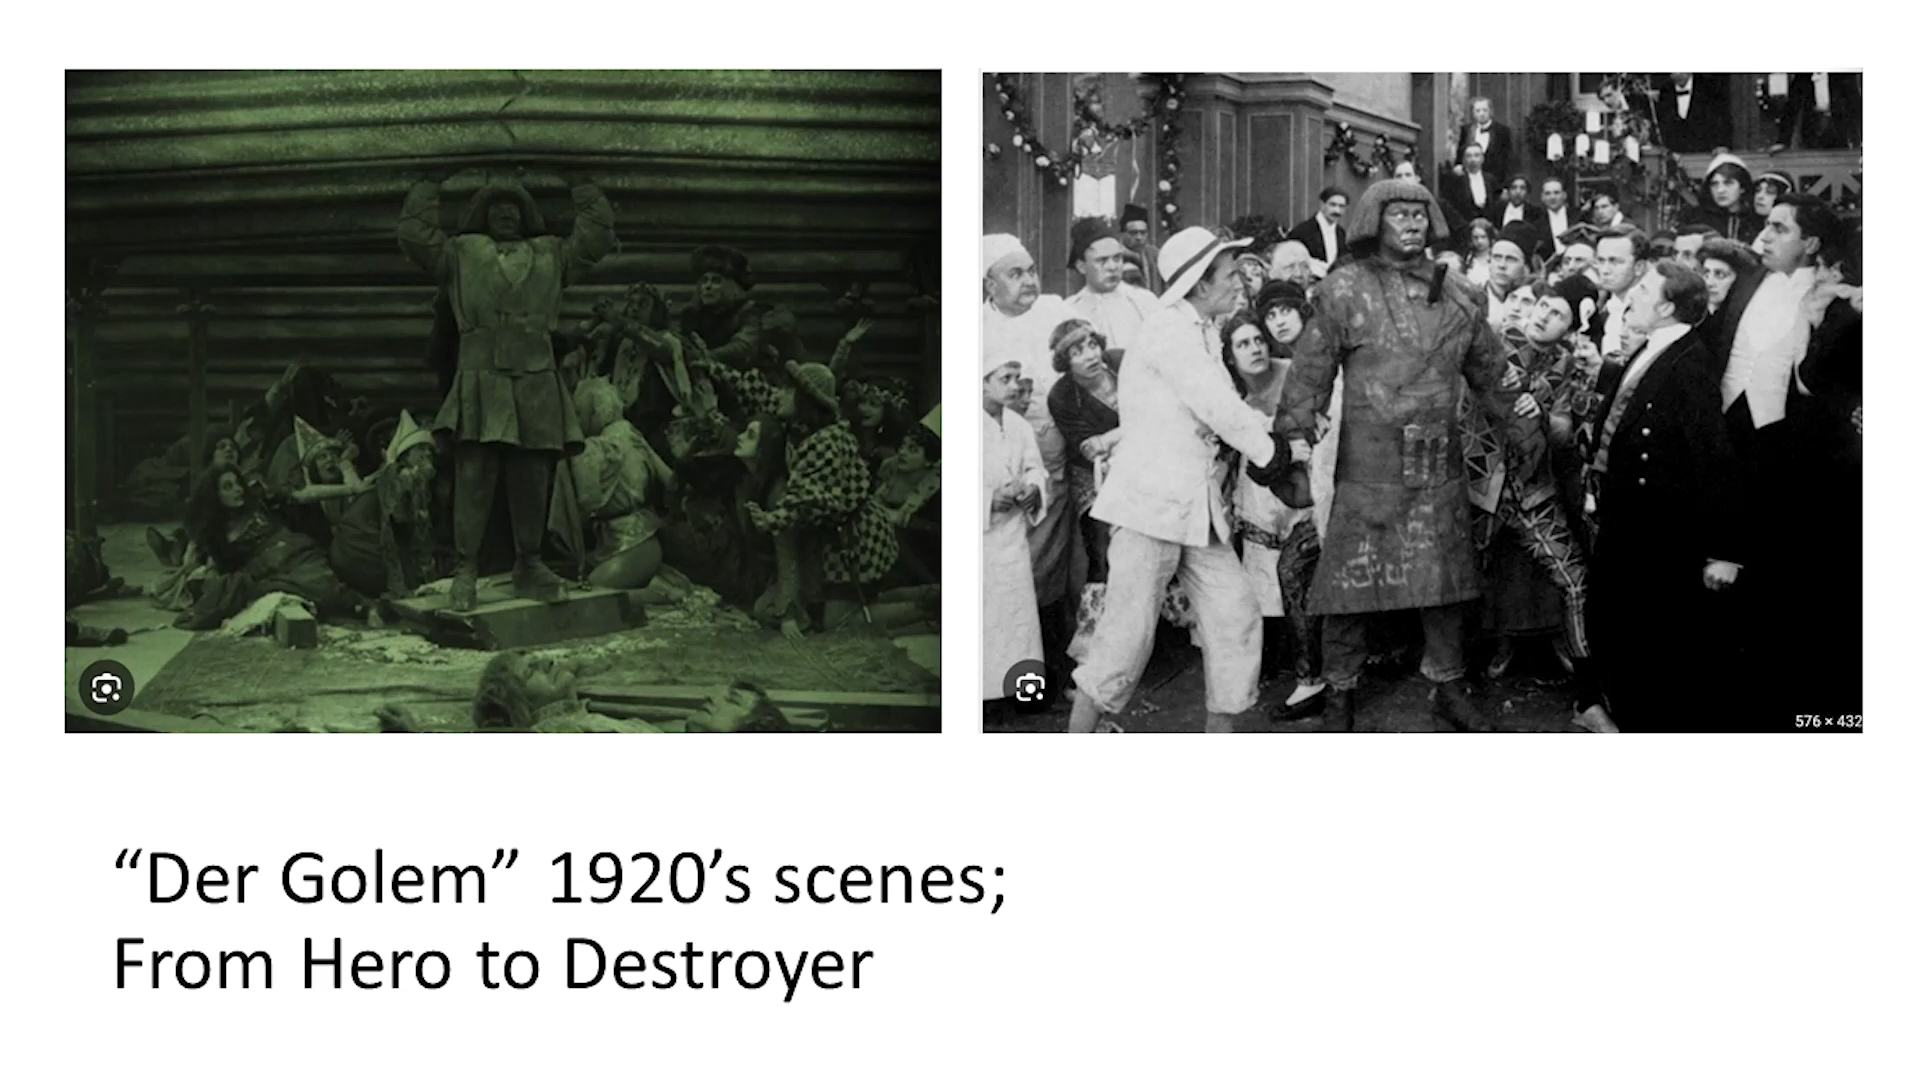 576 × 432
“Der Golem” 1920’s scenes;
From Hero to Destroyer